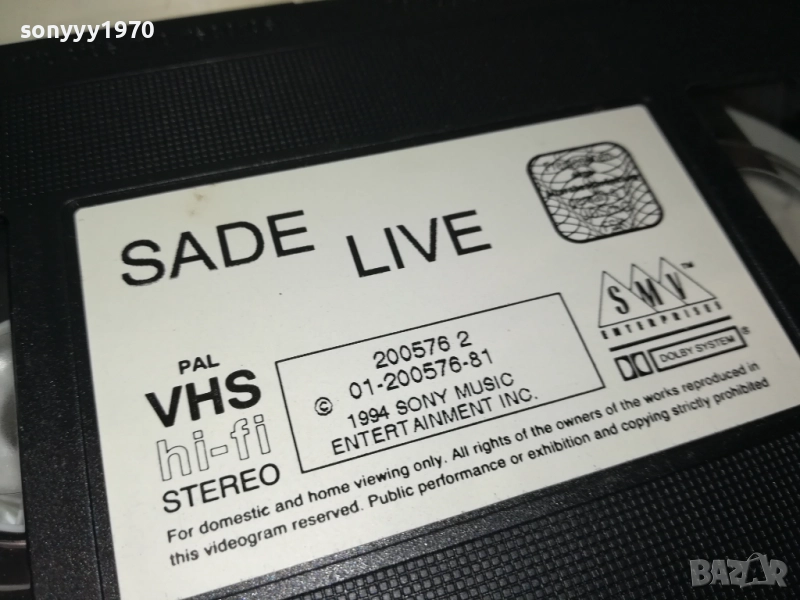 sonyyy1970
SADE LIVE
SMV™
ENTERPRISES
DOLBY SYSTEM®
PAL
VHS
hi-fi
STEREO
200576 2
01-200576-81
© 1994 SONY MUSIC
ENTERTAINMENT INC.
For domestic and home viewing only. All rights of the owners of the works reproduced in
this videogram reserved. Public performance or exhibition and copying strictly prohibited
BAZAR